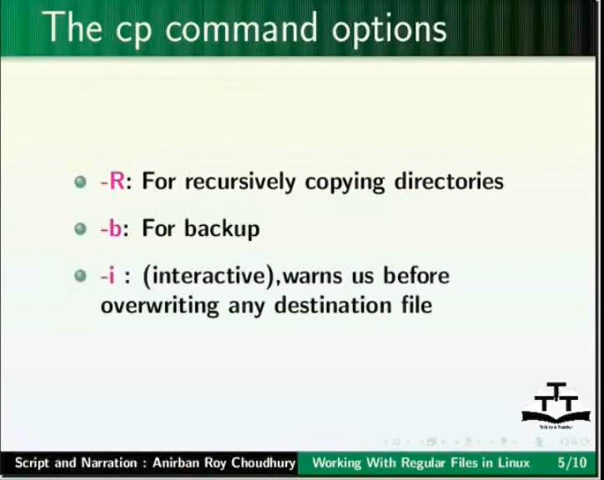 The cp command options
-R: For recursively copying directories
-b: For backup
-i : (interactive),warns us before
overwriting any destination file
TTT
Script and Narration : Anirban Roy Choudhury Working With Regular Files in Linux 5/10